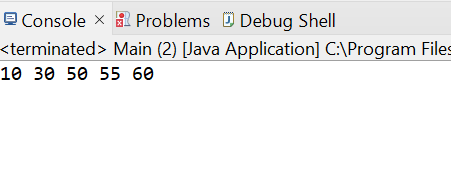 Console Problems Debug Shell
<terminated> Main (2) [Java Application] C:\Program Files
10 30 50 55 60